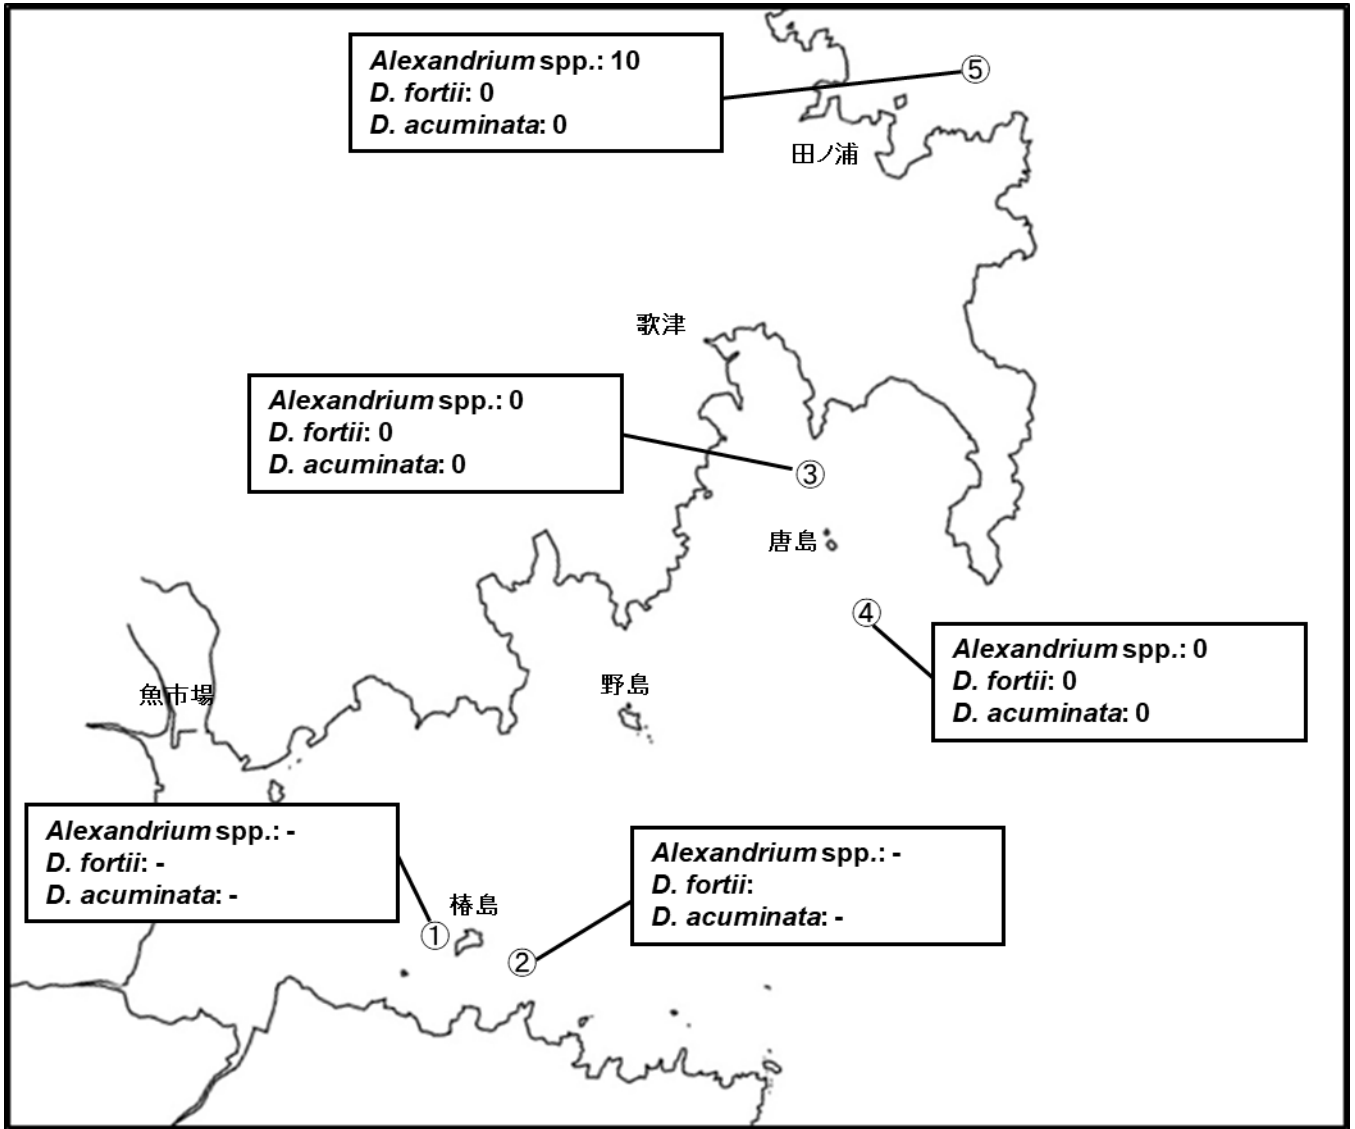 Alexandrium spp.: 10
D. fortii: 0
D. acuminata: 0
⑤
田ノ浦
歌津
Alexandrium spp.: 0
D. fortii: 0
D. acuminata: 0
③
唐島
④
Alexandrium spp.: 0
D. fortii: 0
D. acuminata: 0
野島
魚市場
Alexandrium spp.: -
D. fortii: -
D. acuminata: -
①
椿島
②
Alexandrium spp.: -
D. fortii:
D. acuminata: -